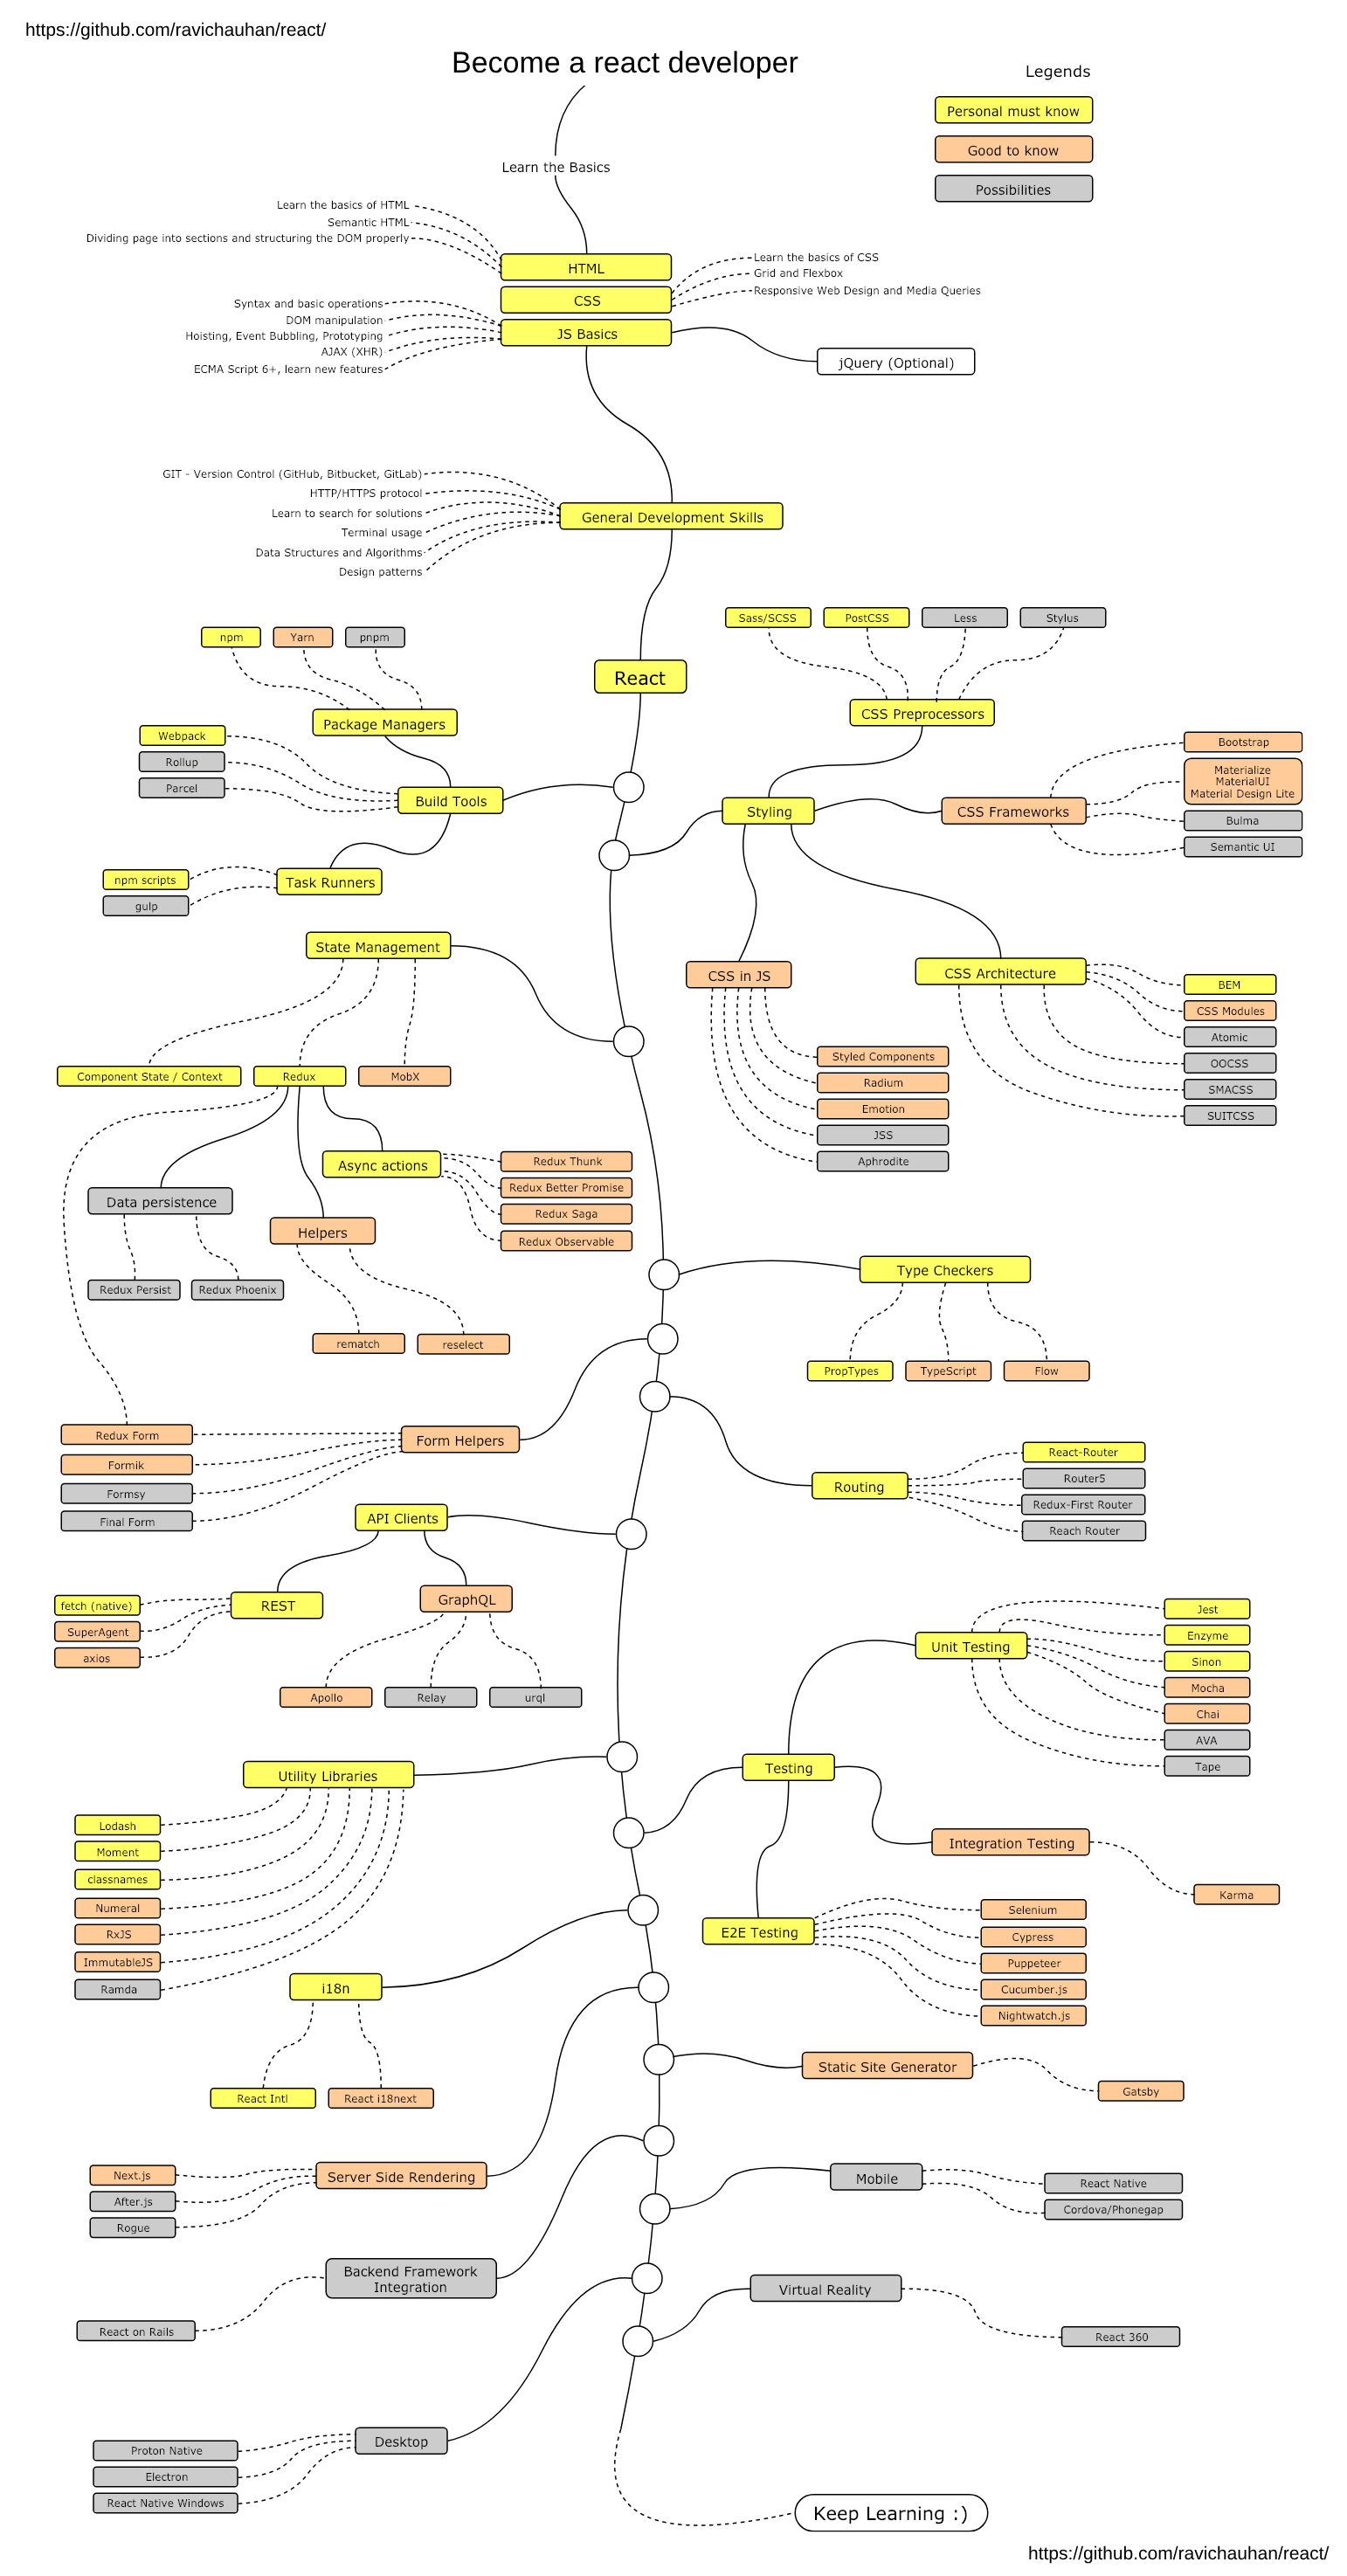 https://github.com/ravichauhan/react/
Become a react developer
Legends
Personal must know
Good to know
Possibilities
Learn the Basics
Learn the basics of HTML
Semantic HTML
Dividing page into sections and structuring the DOM properly
HTML
CSS
Learn the basics of CSS
Grid and Flexbox
Responsive Web Design and Media Queries
JS Basics
Syntax and basic operations
DOM manipulation
Hoisting, Event Bubbling, Prototyping
AJAX (XHR)
ECMA Script 6+, learn new features
jQuery (Optional)
GIT - Version Control (GitHub, Bitbucket, GitLab)
HTTP/HTTPS protocol
Learn to search for solutions
Terminal usage
Data Structures and Algorithms
Design patterns
General Development Skills
React
npm
Yarn
pnpm
Package Managers
Webpack
Rollup
Parcel
Build Tools
Task Runners
npm scripts
gulp
Sass/SCSS
PostCSS
Less
Stylus
CSS Preprocessors
Styling
CSS Frameworks
Bootstrap
Materialize
MaterialUI
Material Design Lite
Bulma
Semantic UI
CSS in JS
Styled Components
Radium
Emotion
JSS
Aphrodite
CSS Architecture
BEM
CSS Modules
Atomic
OOCSS
SMACSS
SUITCSS
State Management
Component State / Context
Redux
MobX
Async actions
Redux Thunk
Redux Better Promise
Redux Saga
Redux Observable
Data persistence
Helpers
Redux Persist
Redux Phoenix
rematch
reselect
Type Checkers
PropTypes
TypeScript
Flow
Form Helpers
Redux Form
Formik
Formsy
Final Form
Routing
React-Router
Router5
Redux-First Router
Reach Router
API Clients
REST
fetch (native)
SuperAgent
axios
GraphQL
Apollo
Relay
urql
Unit Testing
Jest
Enzyme
Sinon
Mocha
Chai
AVA
Tape
Testing
Integration Testing
Karma
E2E Testing
Selenium
Cypress
Puppeteer
Cucumber.js
Nightwatch.js
Utility Libraries
Lodash
Moment
classnames
Numeral
RxJS
ImmutableJS
Ramda
i18n
React Intl
React i18next
Static Site Generator
Gatsby
Server Side Rendering
Next.js
After.js
Rogue
Mobile
React Native
Cordova/Phonegap
Backend Framework
Integration
React on Rails
Virtual Reality
React 360
Desktop
Proton Native
Electron
React Native Windows
Keep Learning :)
https://github.com/ravichauhan/react/